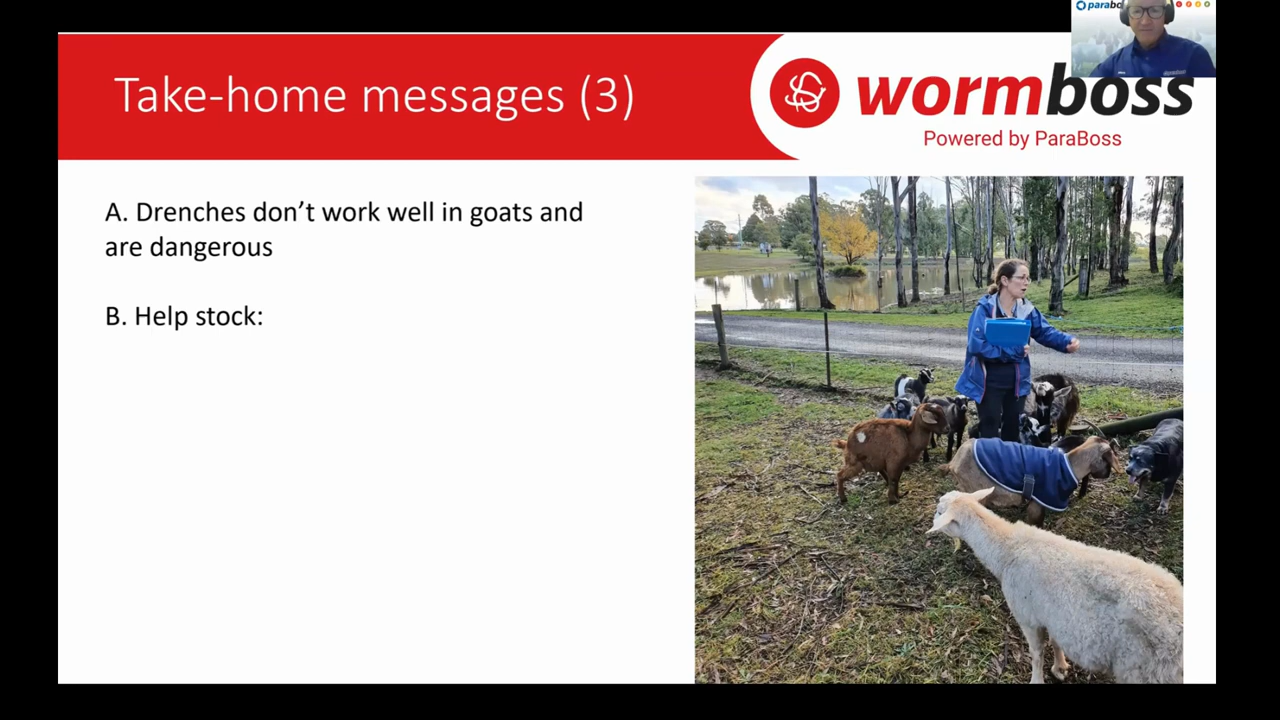 parabo
Take-home messages (3)
wormboss
Powered by ParaBoss
A. Drenches don’t work well in goats and
are dangerous
B. Help stock: